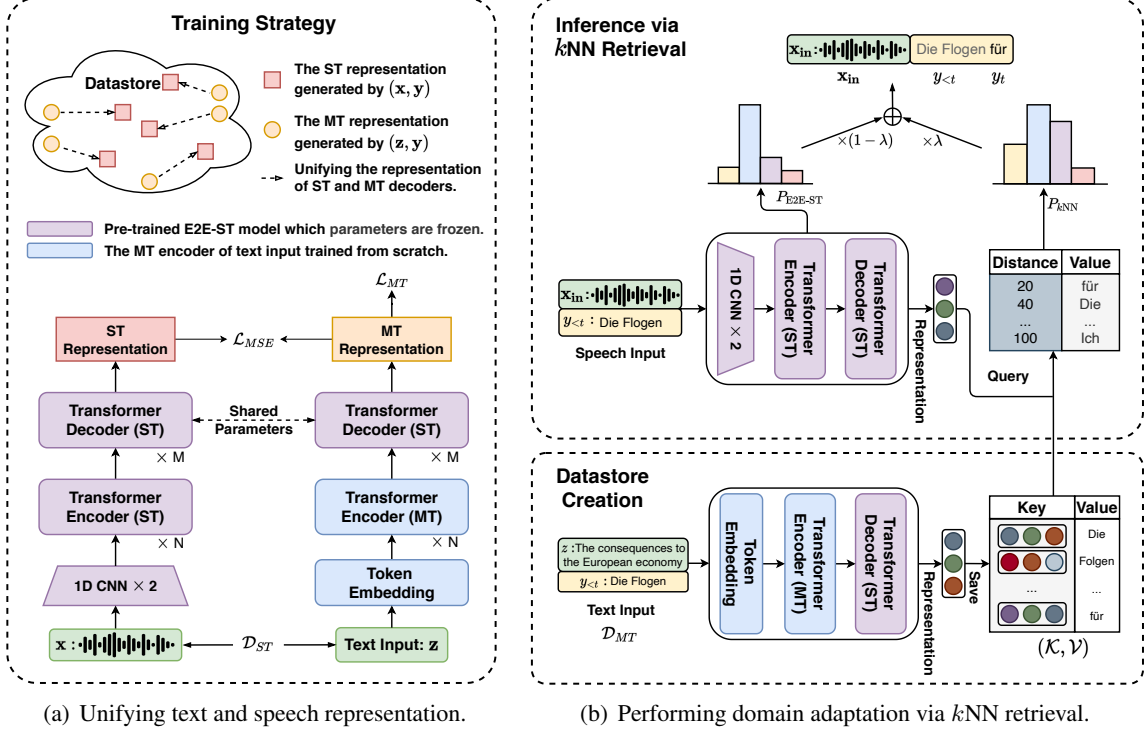 Training Strategy
Datastore
The ST representation
generated by (x, y)
The MT representation
generated by (z, y)
Unifying the representation
of ST and MT decoders.
Pre-trained E2E-ST model which parameters are frozen.
The MT encoder of text input trained from scratch.
ℒ_MT
ST
Representation
ℒ_MSE
MT
Representation
Transformer
Decoder (ST)
× M
Shared
Parameters
Transformer
Decoder (ST)
× M
Transformer
Encoder (ST)
× N
Transformer
Encoder (MT)
× N
1D CNN × 2
Token
Embedding
x :
𝒟_ST
Text Input: z
(a) Unifying text and speech representation.
Inference via
kNN Retrieval
x_in :
Die Flogen für
x_in
y_<t
y_t
×(1 − λ)
×λ
P_E2E-ST
P_kNN
x_in :
y_<t : Die Flogen
Speech Input
1D CNN × 2
Transformer
Encoder (ST)
Transformer
Decoder (ST)
Representation
Query
Distance Value
20 für
40 Die
... ...
100 Ich
Datastore
Creation
z :The consequences to
the European economy
y_<t : Die Flogen
Text Input
𝒟_MT
Token
Embedding
Transformer
Encoder (MT)
Transformer
Decoder (ST)
Representation
Save
Key Value
Die
Folgen
... ...
für
(𝒦, 𝒱)
(b) Performing domain adaptation via kNN retrieval.